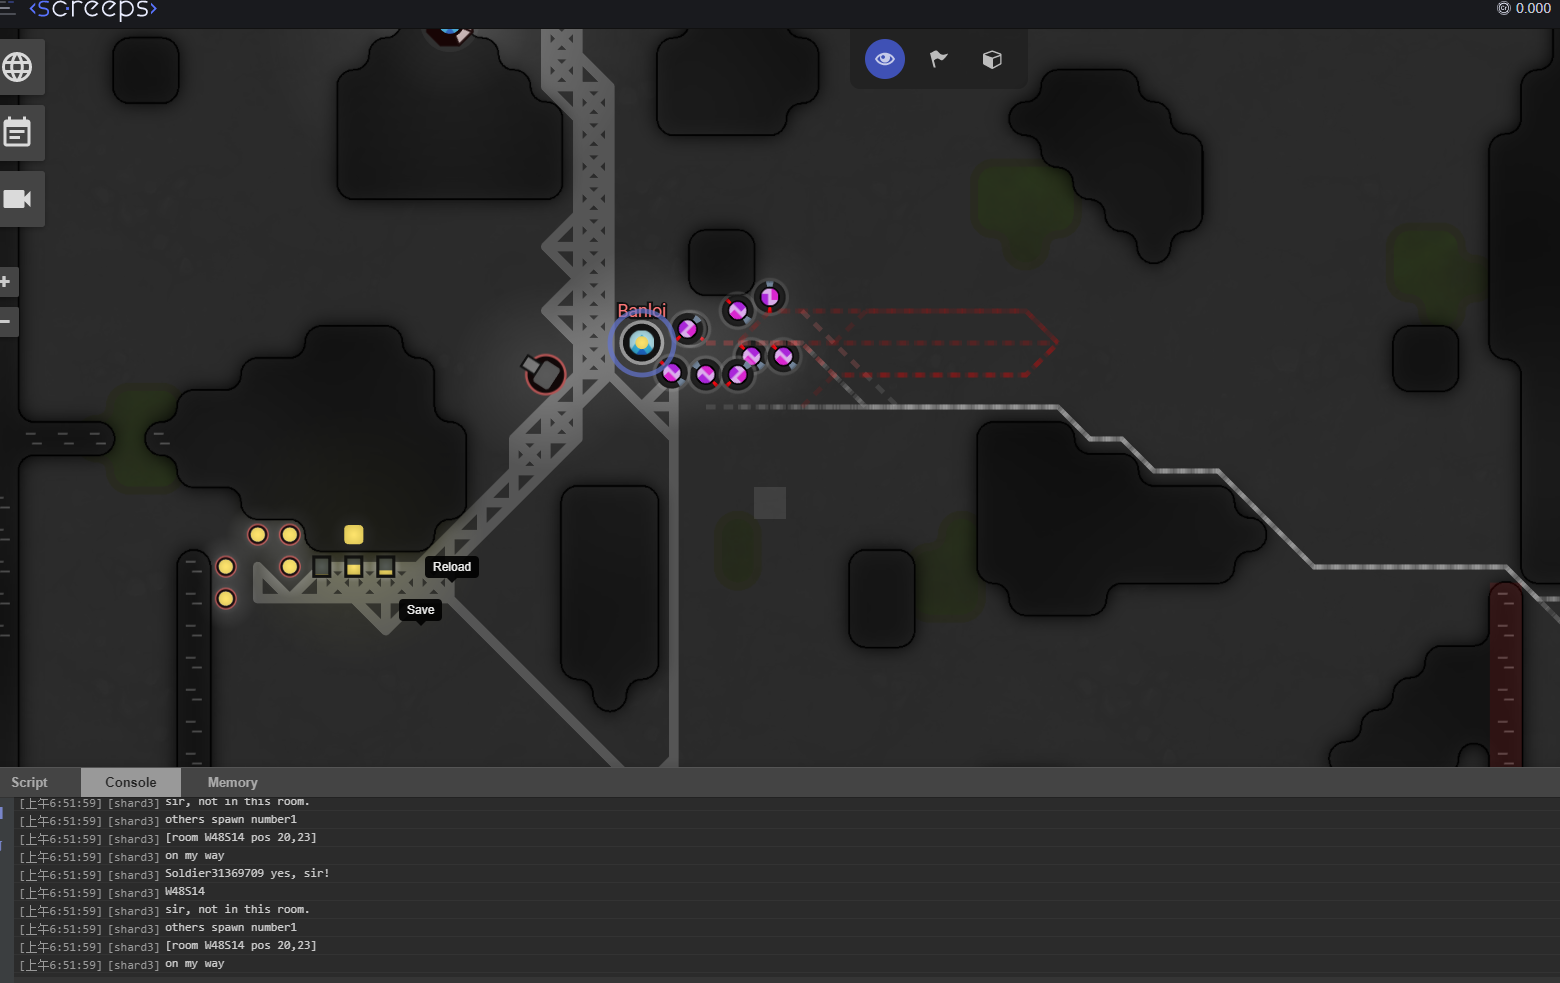 screeps
0.000
Banloi
Reload
Save
Script
Console
Memory
[上午6:51:59] [shard3] sir, not in this room.
[上午6:51:59] [shard3] others spawn number1
[上午6:51:59] [shard3] [room W48S14 pos 20,23]
[上午6:51:59] [shard3] on my way
[上午6:51:59] [shard3] Soldier31369709 yes, sir!
[上午6:51:59] [shard3] W48S14
[上午6:51:59] [shard3] sir, not in this room.
[上午6:51:59] [shard3] others spawn number1
[上午6:51:59] [shard3] [room W48S14 pos 20,23]
[上午6:51:59] [shard3] on my way